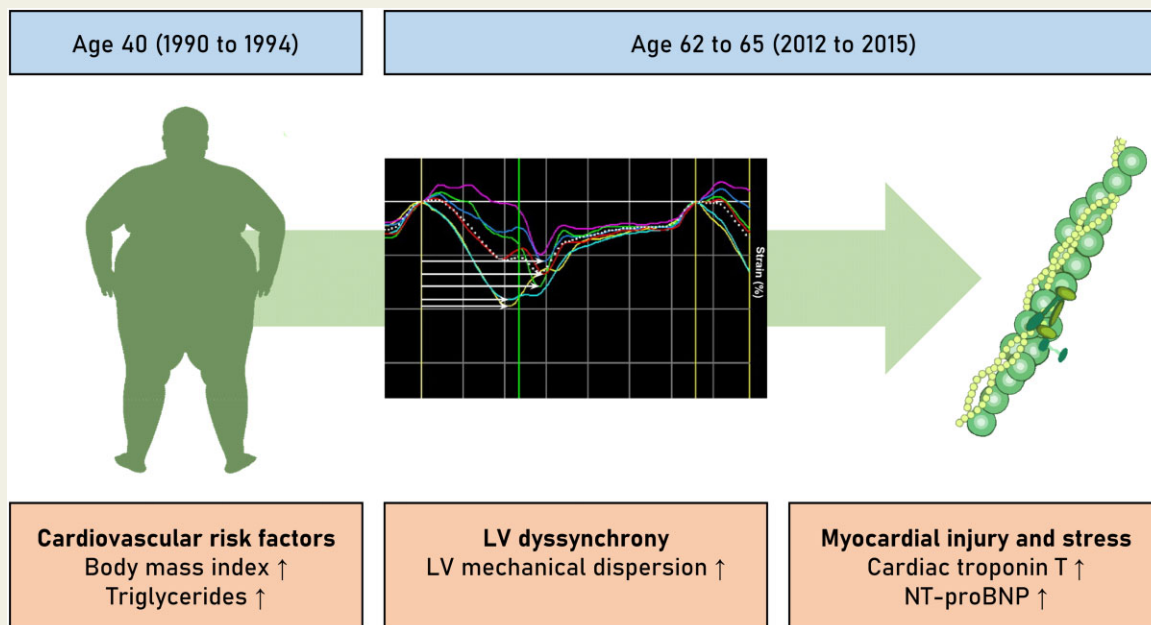 Age 40 (1990 to 1994)
Age 62 to 65 (2012 to 2015)
Strain (%)
Cardiovascular risk factors
Body mass index ↑
Triglycerides ↑
LV dyssynchrony
LV mechanical dispersion ↑
Myocardial injury and stress
Cardiac troponin T ↑
NT-proBNP ↑